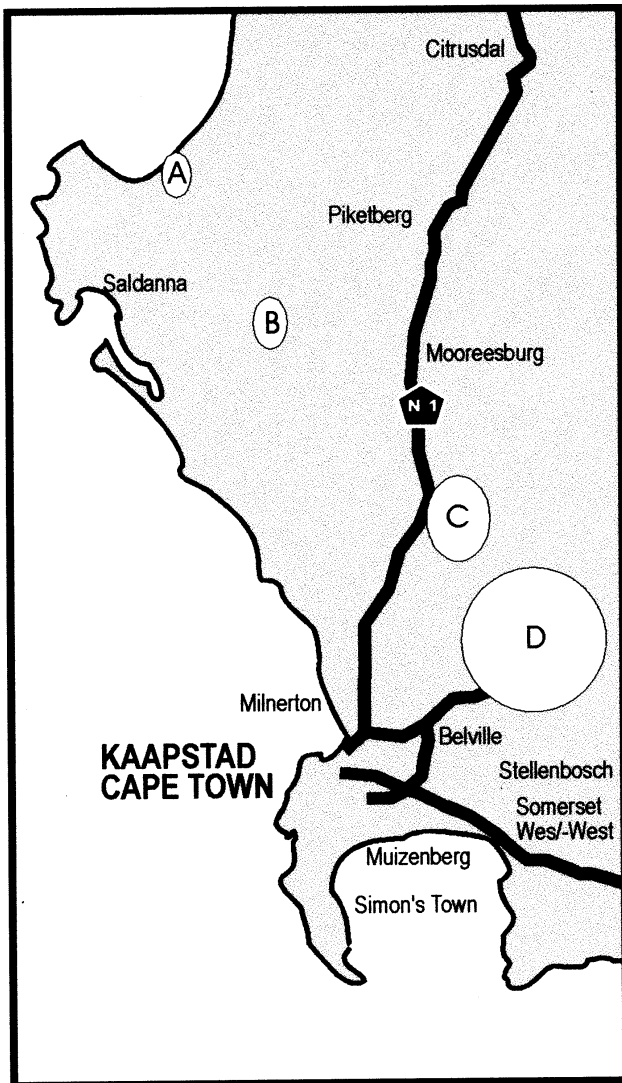 Citrusdal
A
Piketberg
Saldanna
B
Mooreesburg
N 1
C
D
Milnerton
Belville
KAAPSTAD
CAPE TOWN
Stellenbosch
Somerset
Wes/-West
Muizenberg
Simon's Town